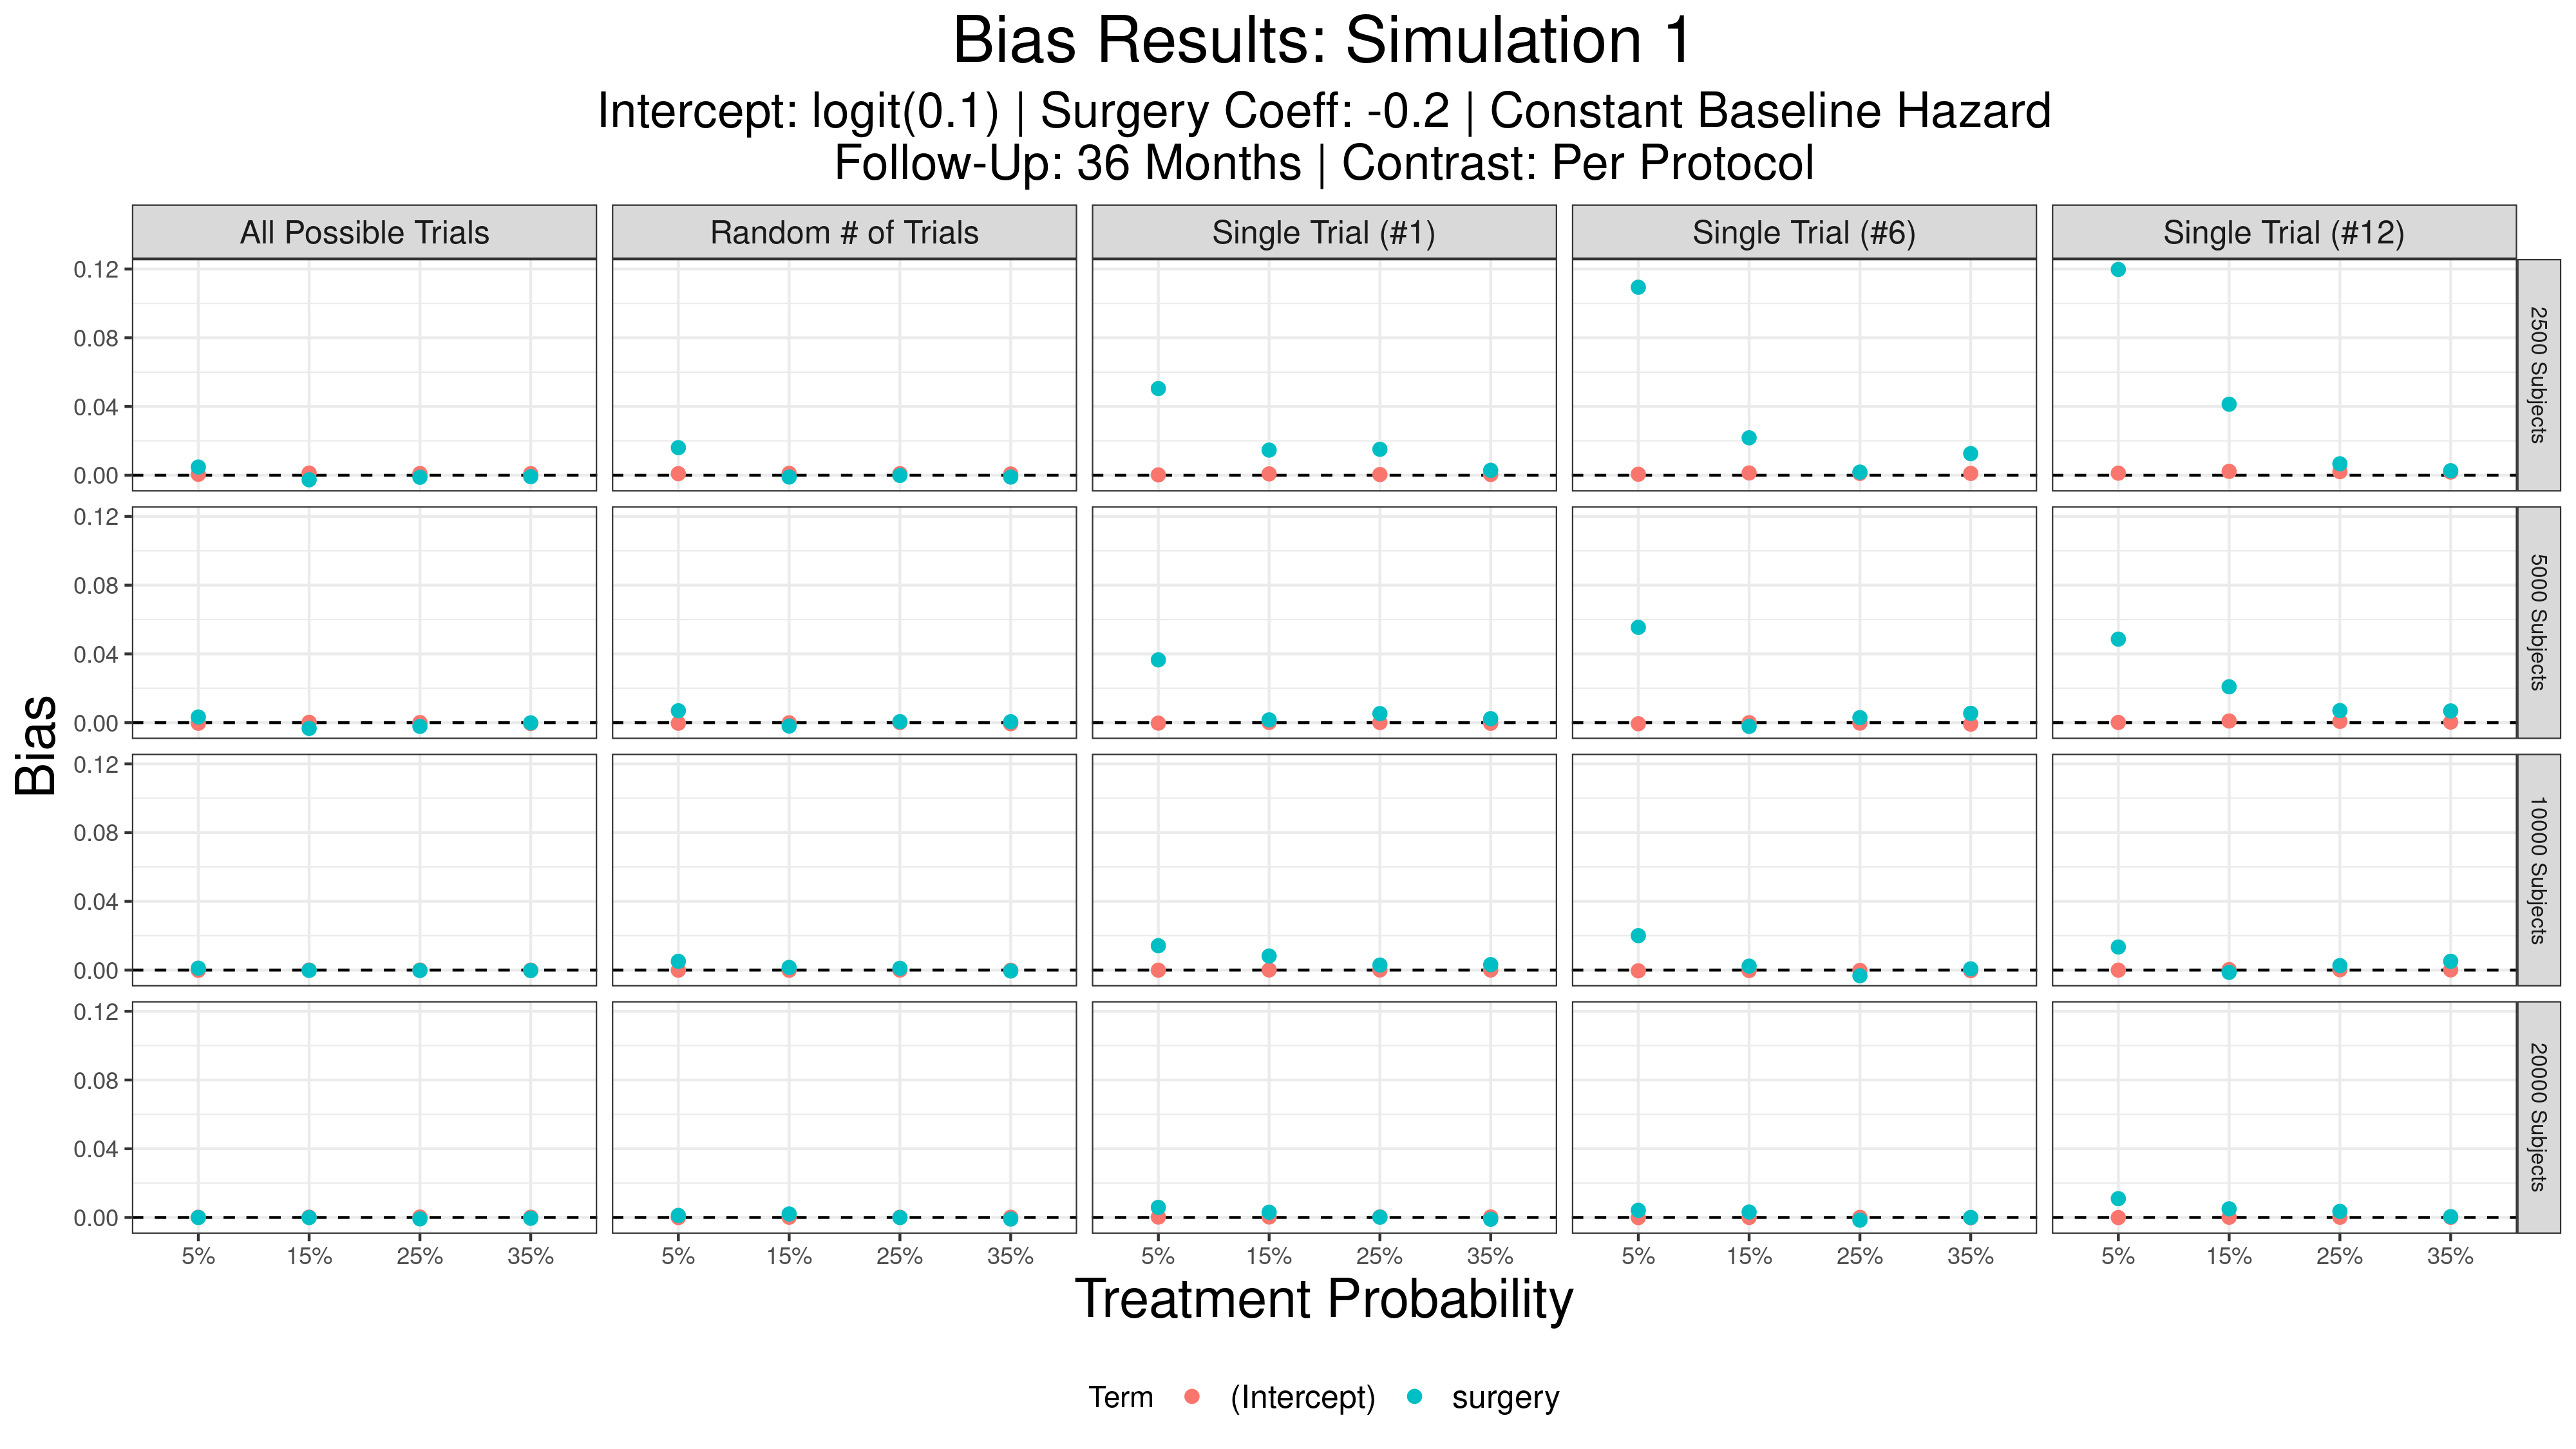 Bias Results: Simulation 1
Intercept: logit(0.1) | Surgery Coeff: -0.2 | Constant Baseline Hazard
Follow-Up: 36 Months | Contrast: Per Protocol
All Possible Trials
Random # of Trials
Single Trial (#1)
Single Trial (#6)
Single Trial (#12)
0.12
0.08
0.04
0.00
2500 Subjects
0.12
0.08
0.04
0.00
5000 Subjects
0.12
0.08
0.04
0.00
10000 Subjects
0.12
0.08
0.04
0.00
20000 Subjects
Bias
5% 15% 25% 35%
5% 15% 25% 35%
5% 15% 25% 35%
5% 15% 25% 35%
5% 15% 25% 35%
Treatment Probability
Term (Intercept) surgery